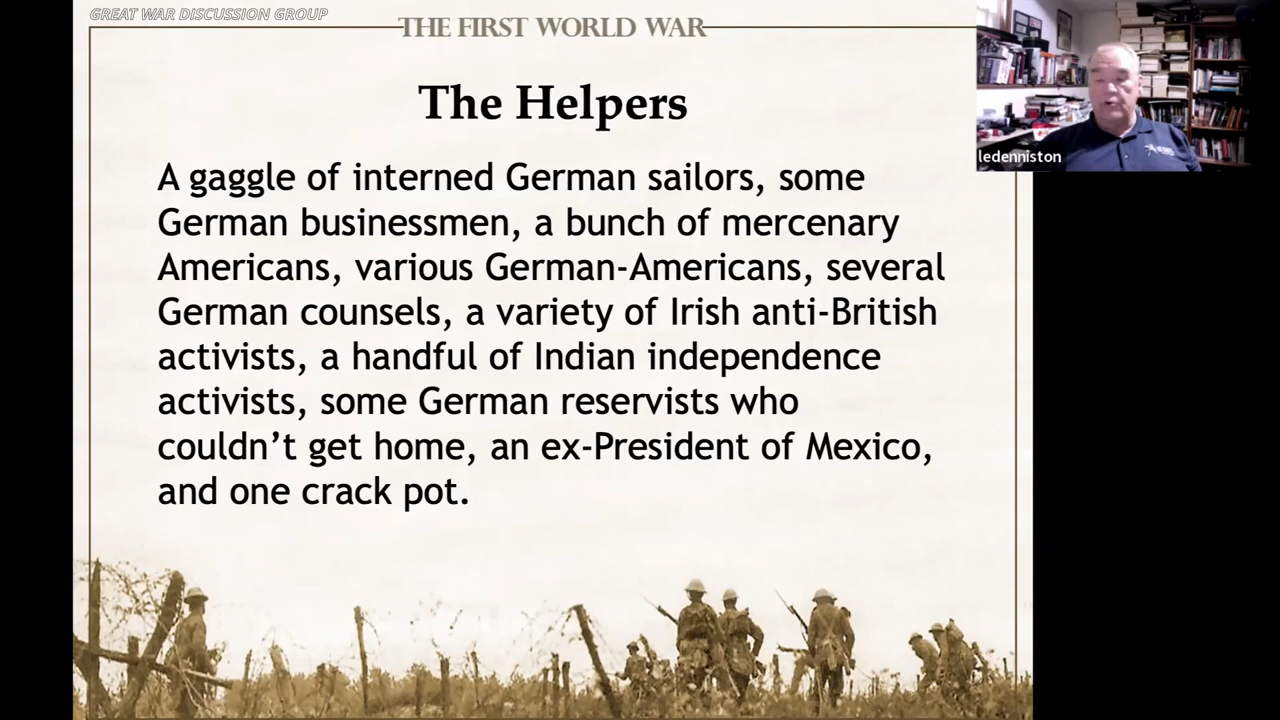 GREAT WAR DISCUSSION GROUP
THE FIRST WORLD WAR
The Helpers
A gaggle of interned German sailors, some
German businessmen, a bunch of mercenary
Americans, various German-Americans, several
German counsels, a variety of Irish anti-British
activists, a handful of Indian independence
activists, some German reservists who
couldn’t get home, an ex-President of Mexico,
and one crack pot.
ledenniston